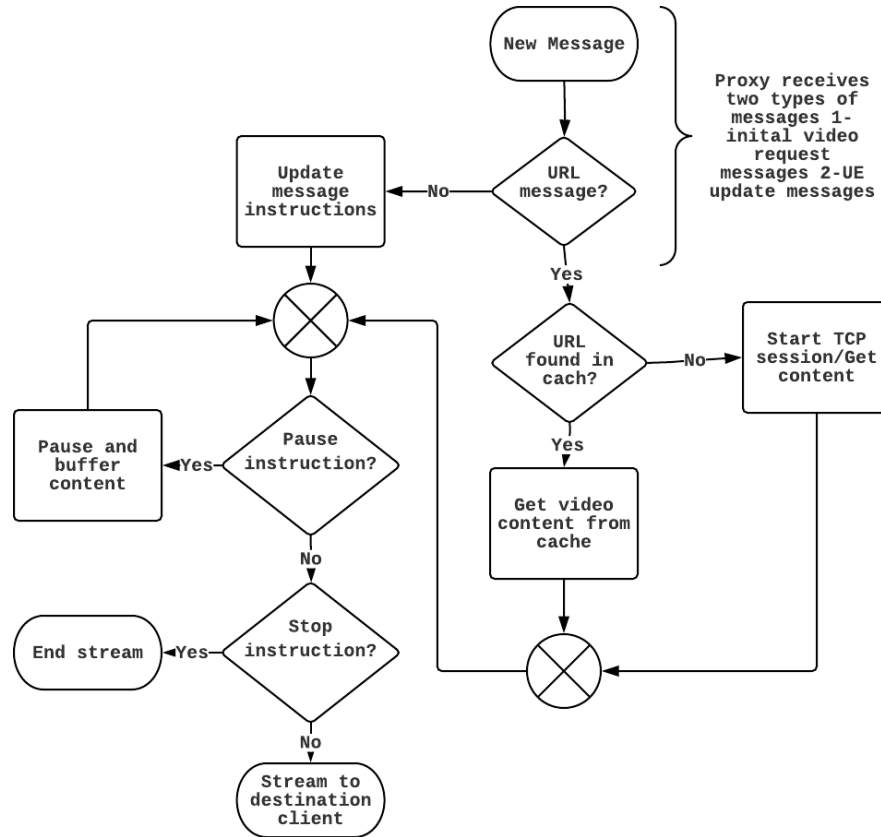 New Message
Proxy receives
two types of
messages 1-
inital video
request
messages 2-UE
update messages
URL
message?
No
Update
message
instructions
Yes
URL
found in
cach?
No
Start TCP
session/Get
content
Yes
Get video
content from
cache
Pause
instruction?
Yes
Pause and
buffer
content
No
Stop
instruction?
Yes
End stream
No
Stream to
destination
client